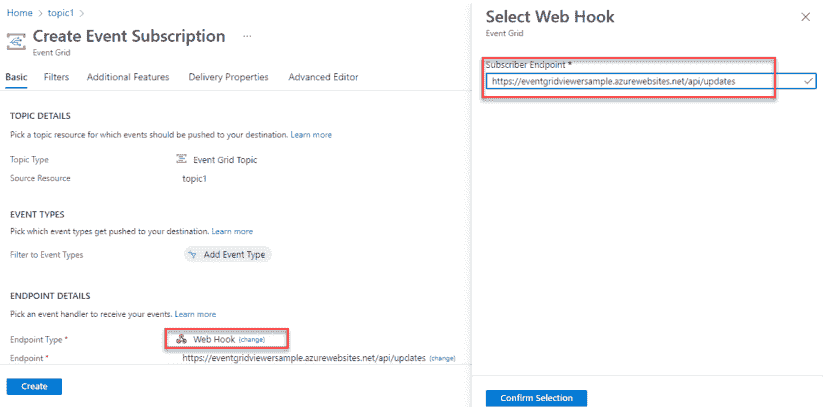 Home > topic1 >
Create Event Subscription ...
Event Grid
Basic Filters Additional Features Delivery Properties Advanced Editor
TOPIC DETAILS
Pick a topic resource for which events should be pushed to your destination. Learn more
Topic Type Event Grid Topic
Source Resource topic1
EVENT TYPES
Pick which event types get pushed to your destination. Learn more
Filter to Event Types Add Event Type
ENDPOINT DETAILS
Pick an event handler to receive your events. Learn more
Endpoint Type * Web Hook (change)
Endpoint * https://eventgridviewersample.azurewebsites.net/api/updates (change)
Create
Select Web Hook
Event Grid
Subscriber Endpoint *
https://eventgridviewersample.azurewebsites.net/api/updates
Confirm Selection